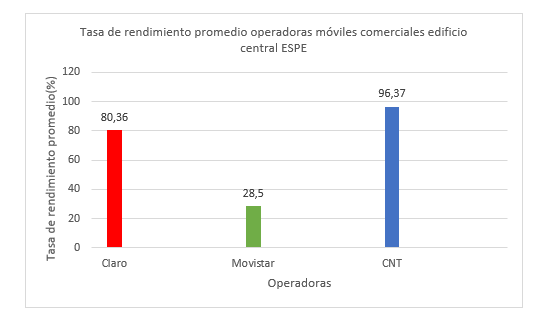 Tasa de rendimiento promedio operadoras móviles comerciales edificio
central ESPE
Tasa de rendimiento promedio(%)
120
100
80
60
40
20
0
80,36
28,5
96,37
Claro
Movistar
CNT
Operadoras